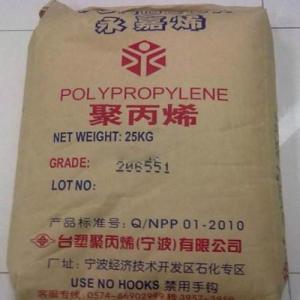 永嘉烯
POLYPROPYLENE
聚丙烯
NET WEIGHT: 25KG
GRADE:
206551
LOT NO:
产品标准号: Q/NPP 01-2010
台塑聚丙烯(宁波)有限公司
厂址: 宁波经济技术开发区石化专区
USE NO HOOKS 禁用手钩